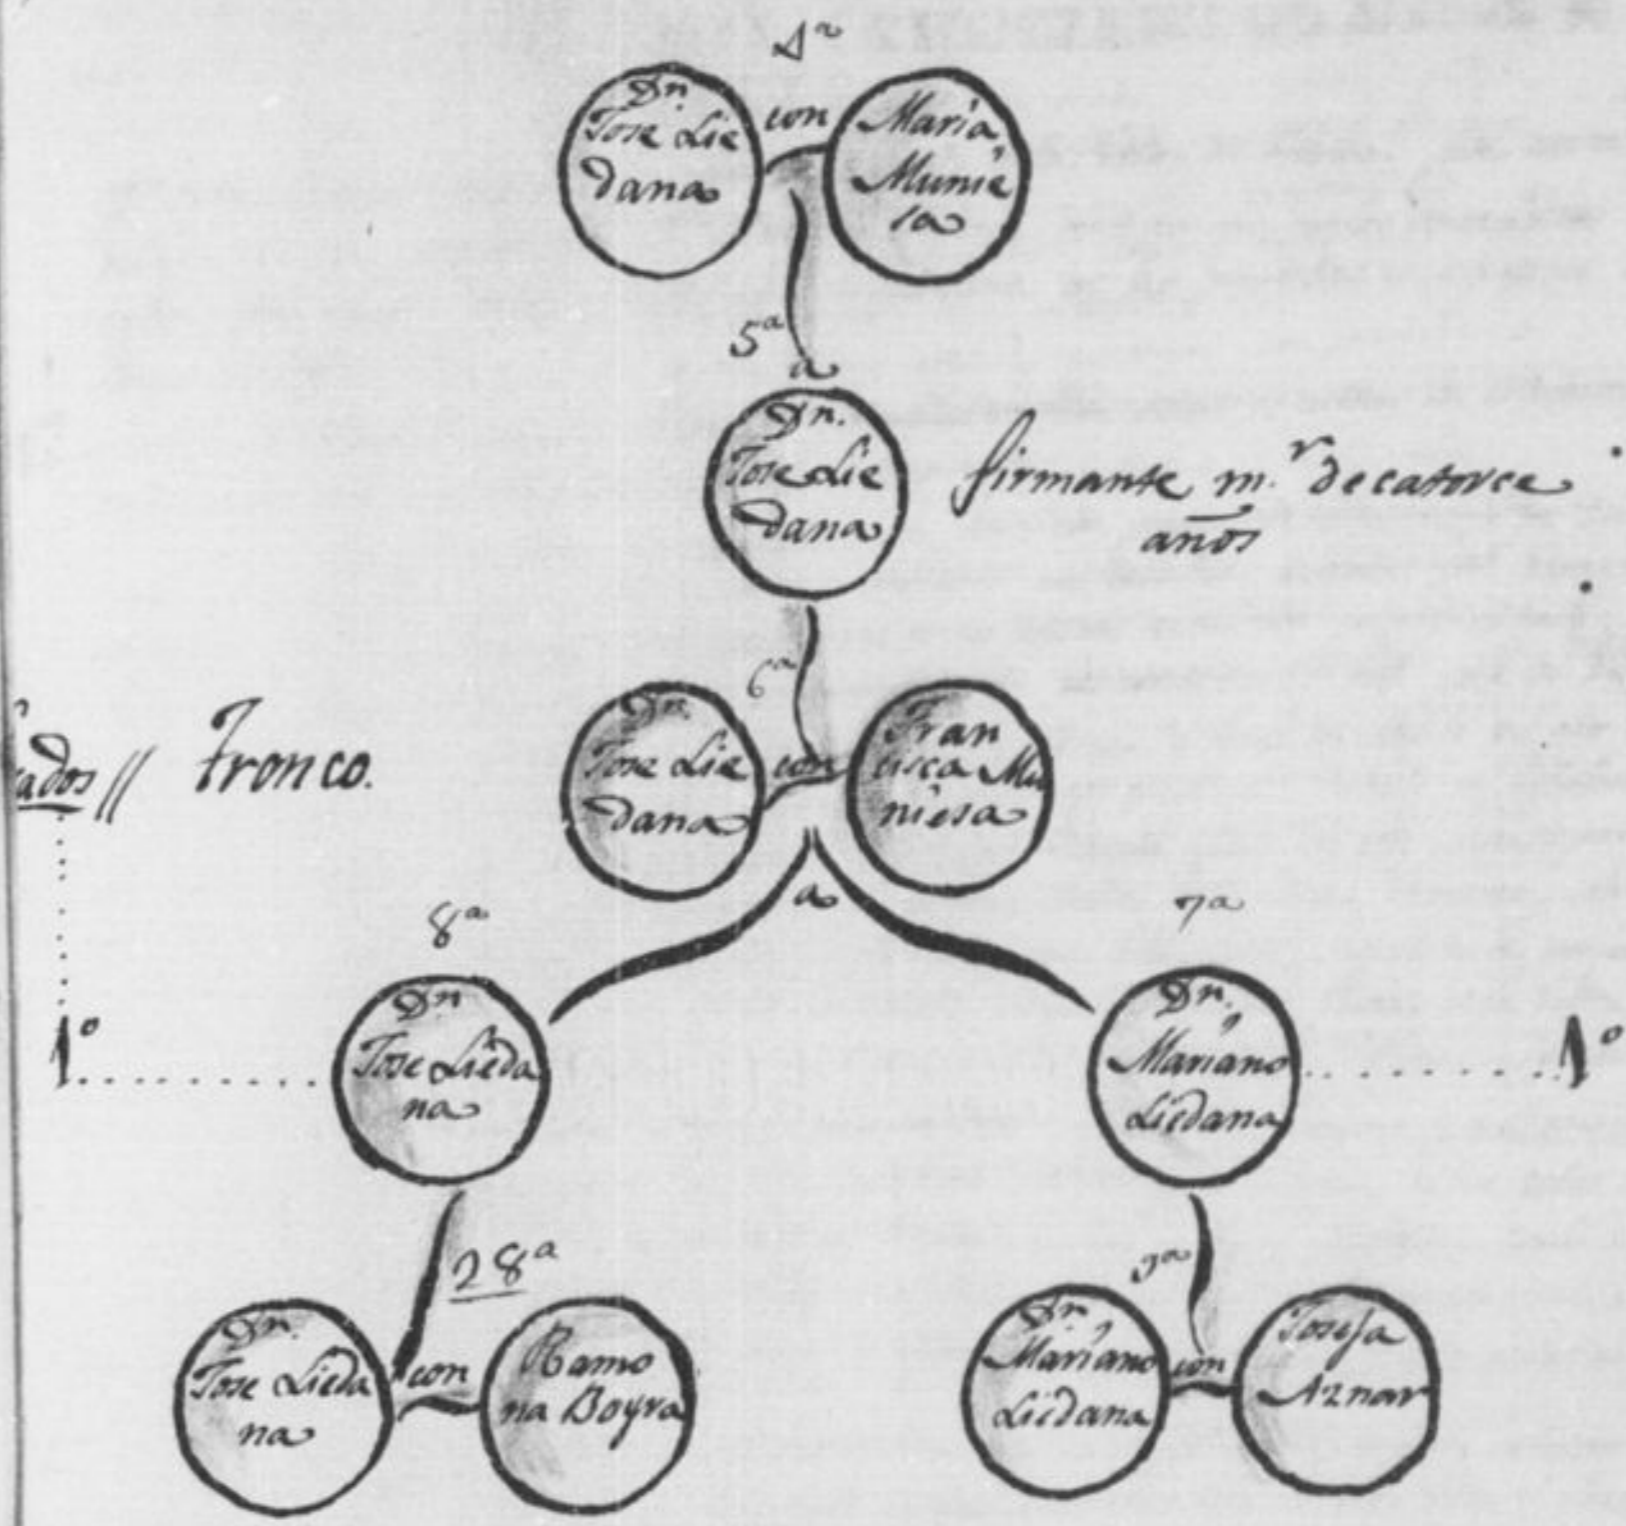 4ª
Dn.
Jose Lie
dana
con
Maria
Munie
sa
5ª
a
Dn.
Jose Lie
dana
firmante m.r de catorce
años
6ª
Dn.
Jose Lie
dana
con
Fran
cisca Mu
niesa
ados //
Tronco.
a
8ª
7ª
1º
Dn.
Jose Lieda
na
Dn.
Mariano
Liedana
1º
28ª
Dn.
Jose Lieda
na
con
Ramo
na Boyra
Dn.
Mariano
Liedana
con
Josefa
Aznar